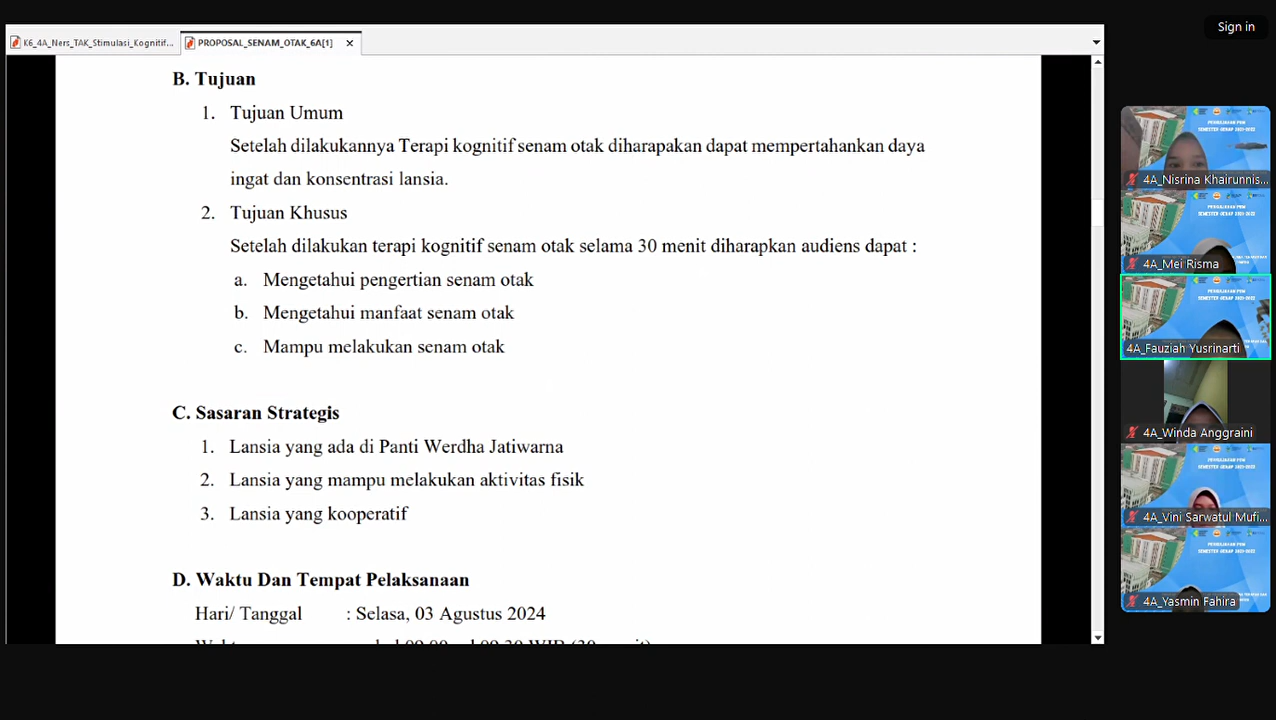 Sign in
K6_4A_Ners_TAK_Stimulasi_Kognitif...
PROPOSAL_SENAM_OTAK_6A[1]
B. Tujuan
1. Tujuan Umum
Setelah dilakukannya Terapi kognitif senam otak diharapakan dapat mempertahankan daya
ingat dan konsentrasi lansia.
2. Tujuan Khusus
Setelah dilakukan terapi kognitif senam otak selama 30 menit diharapkan audiens dapat :
a. Mengetahui pengertian senam otak
b. Mengetahui manfaat senam otak
c. Mampu melakukan senam otak
C. Sasaran Strategis
1. Lansia yang ada di Panti Werdha Jatiwarna
2. Lansia yang mampu melakukan aktivitas fisik
3. Lansia yang kooperatif
D. Waktu Dan Tempat Pelaksanaan
Hari/ Tanggal : Selasa, 03 Agustus 2024
4A_Nisrina Khairunnis...
4A_Mei Risma
4A_Fauziah Yusrinarti
4A_Winda Anggraini
4A_Vini Sarwatul Mufi...
4A_Yasmin Fahira